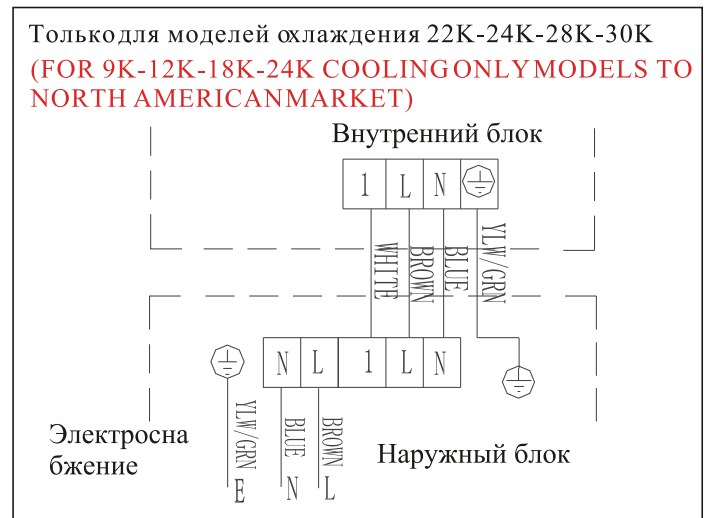 Только для моделей охлаждения 22K-24K-28K-30K
(FOR 9K-12K-18K-24K COOLING ONLY MODELS TO
NORTH AMERICAN MARKET)
Внутренний блок
1 L N
WHITE BROWN BLUE YLW/GRN
N L 1 L N
YLW/GRN BLUE BROWN
Электросна
бжение
Наружный блок
E N L